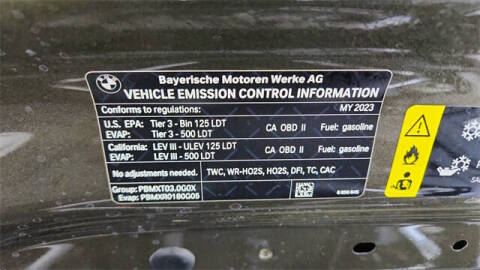 BMW
Bayerische Motoren Werke AG
VEHICLE EMISSION CONTROL INFORMATION
Conforms to regulations: MY 2023
U.S. EPA: Tier 3 - Bin 125 LDT CA OBD II Fuel: gasoline
EVAP: Tier 3 - 500 LDT
California: LEV III - ULEV 125 LDT CA OBD II Fuel: gasoline
EVAP: LEV III - 500 LDT
No adjustments needed. TWC, WR-HO2S, HO2S, DFI, TC, CAC
Group: PBMXT03.0G0X
Evap: PBMXR0180G05